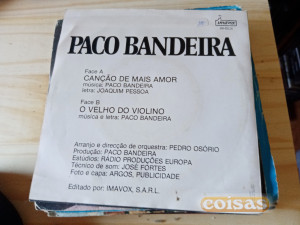 imavox
PACO BANDEIRA
Face A
CANÇÃO DE MAIS AMOR
música: PACO BANDEIRA
letra: JOAQUIM PESSOA
Face B
O VELHO DO VIOLINO
música e letra: PACO BANDEIRA
Arranjo e direcção de orquestra: PEDRO OSÓRIO
Produção: PACO BANDEIRA
Estúdios: RÁDIO PRODUÇÕES EUROPA
Técnico de som: JOSÉ FORTES
Foto e capa: ARGOS, PUBLICIDADE
Editado por: IMAVOX, S.A.R.L.
coisas